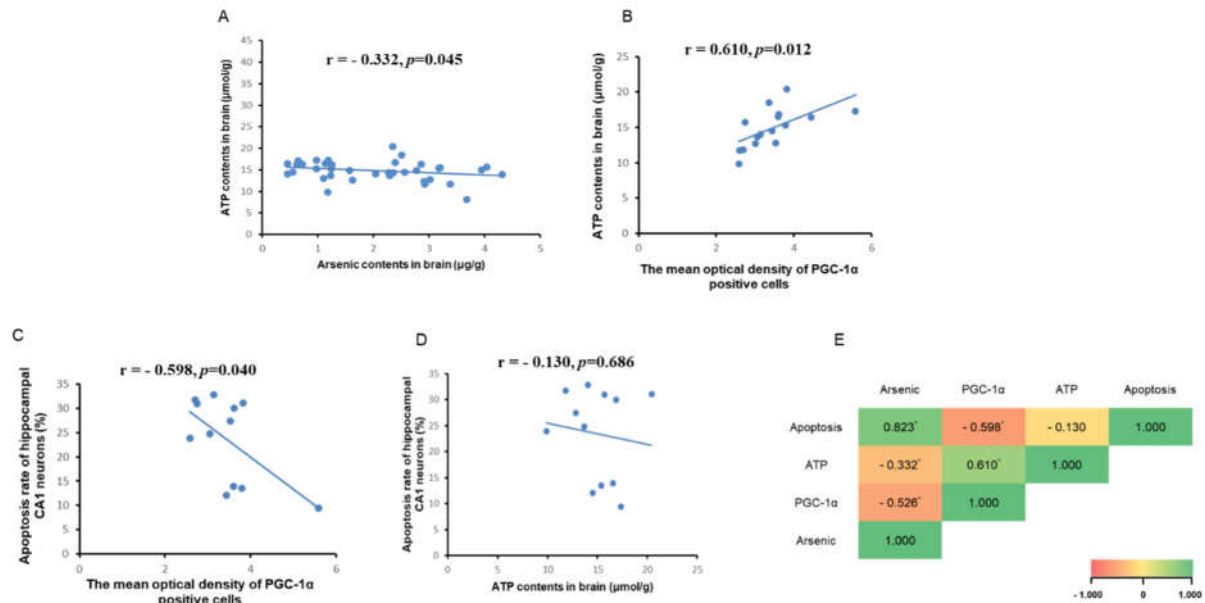 A
r = - 0.332, p=0.045
45
40
35
30
25
20
15
10
5
0
ATP contents in brain (μmol/g)
0 1 2 3 4 5
Arsenic contents in brain (μg/g)
B
r = 0.610, p=0.012
25
20
15
10
5
0
ATP contents in brain (μmol/g)
0 2 4 6
The mean optical density of PGC-1α
positive cells
C
r = - 0.598, p=0.040
35
30
25
20
15
10
5
0
Apoptosis rate of hippocampal
CA1 neurons (%)
0 2 4 6
The mean optical density of PGC-1α
positive cells
D
r = - 0.130, p=0.686
35
30
25
20
15
10
5
0
Apoptosis rate of hippocampal
CA1 neurons (%)
0 5 10 15 20 25
ATP contents in brain (μmol/g)
E
Arsenic PGC-1α ATP Apoptosis
Apoptosis 0.823* - 0.598* - 0.130 1.000
ATP - 0.332* 0.610* 1.000
PGC-1α - 0.526* 1.000
Arsenic 1.000
- 1.000 0 1.000